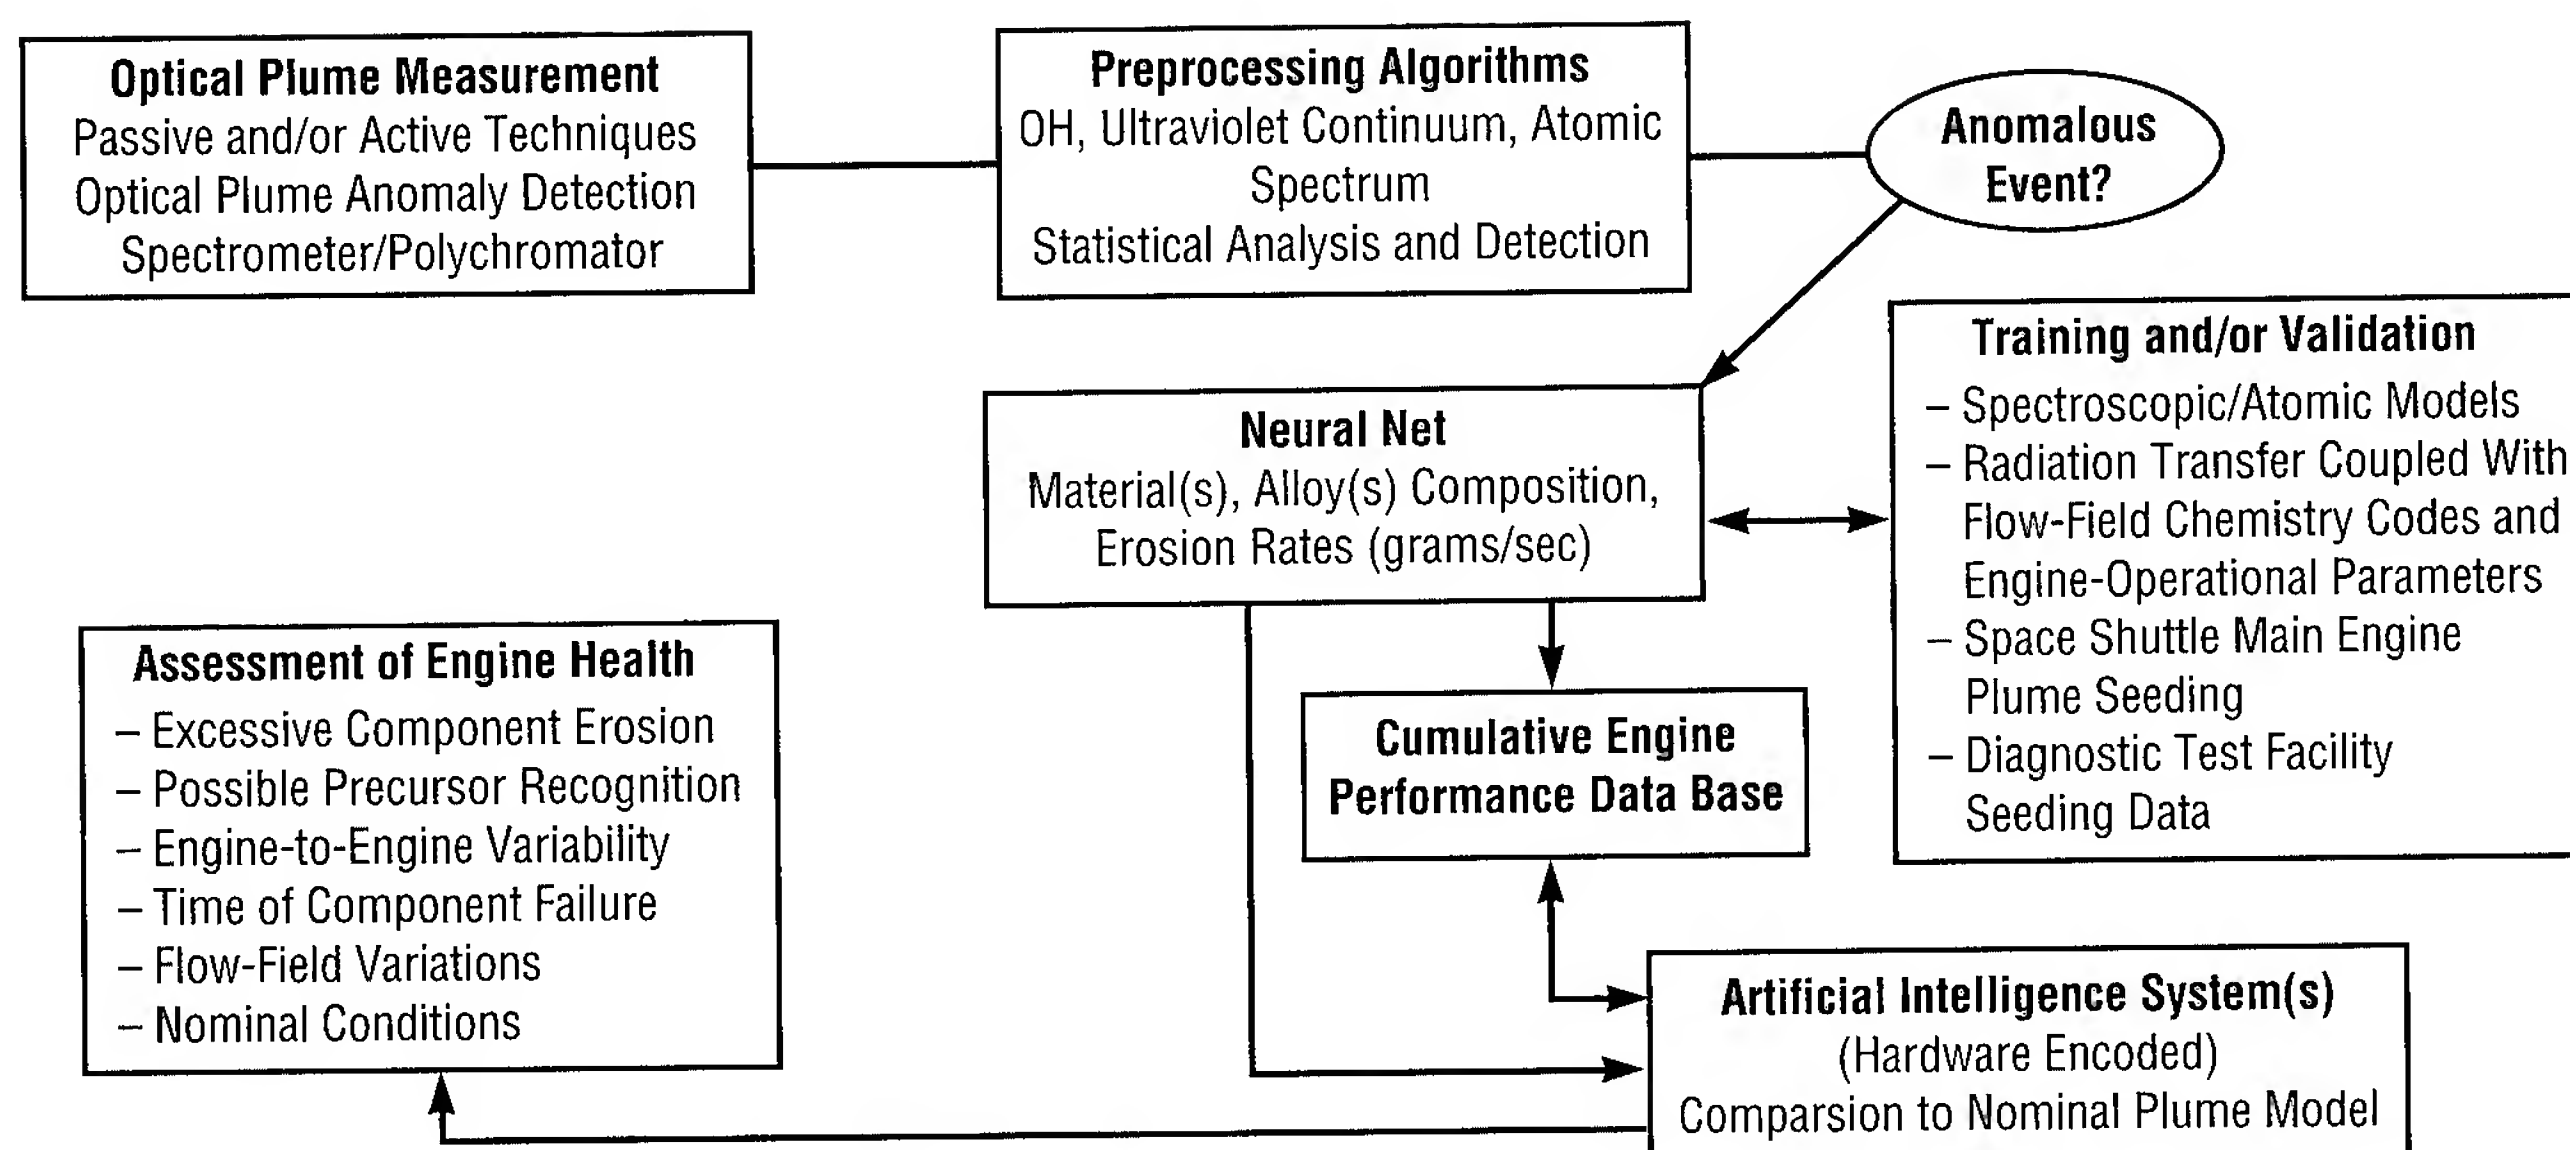 Optical Plume Measurement
Passive and/or Active Techniques
Optical Plume Anomaly Detection
Spectrometer/Polychromator
Preprocessing Algorithms
OH, Ultraviolet Continuum, Atomic
Spectrum
Statistical Analysis and Detection
Anomalous
Event?
Training and/or Validation
– Spectroscopic/Atomic Models
– Radiation Transfer Coupled With
Flow-Field Chemistry Codes and
Engine-Operational Parameters
– Space Shuttle Main Engine
Plume Seeding
– Diagnostic Test Facility
Seeding Data
Neural Net
Material(s), Alloy(s) Composition,
Erosion Rates (grams/sec)
Cumulative Engine
Performance Data Base
Assessment of Engine Health
– Excessive Component Erosion
– Possible Precursor Recognition
– Engine-to-Engine Variability
– Time of Component Failure
– Flow-Field Variations
– Nominal Conditions
Artificial Intelligence System(s)
(Hardware Encoded)
Comparsion to Nominal Plume Model